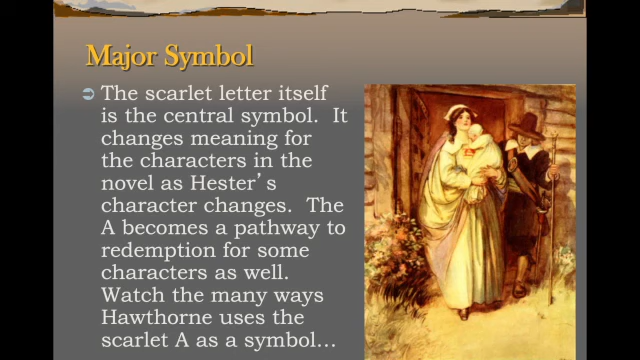 Major Symbol
The scarlet letter itself
is the central symbol.  It
changes meaning for
the characters in the
novel as Hester’s
character changes.  The
A becomes a pathway to
redemption for some
characters as well.
Watch the many ways
Hawthorne uses the
scarlet A as a symbol…